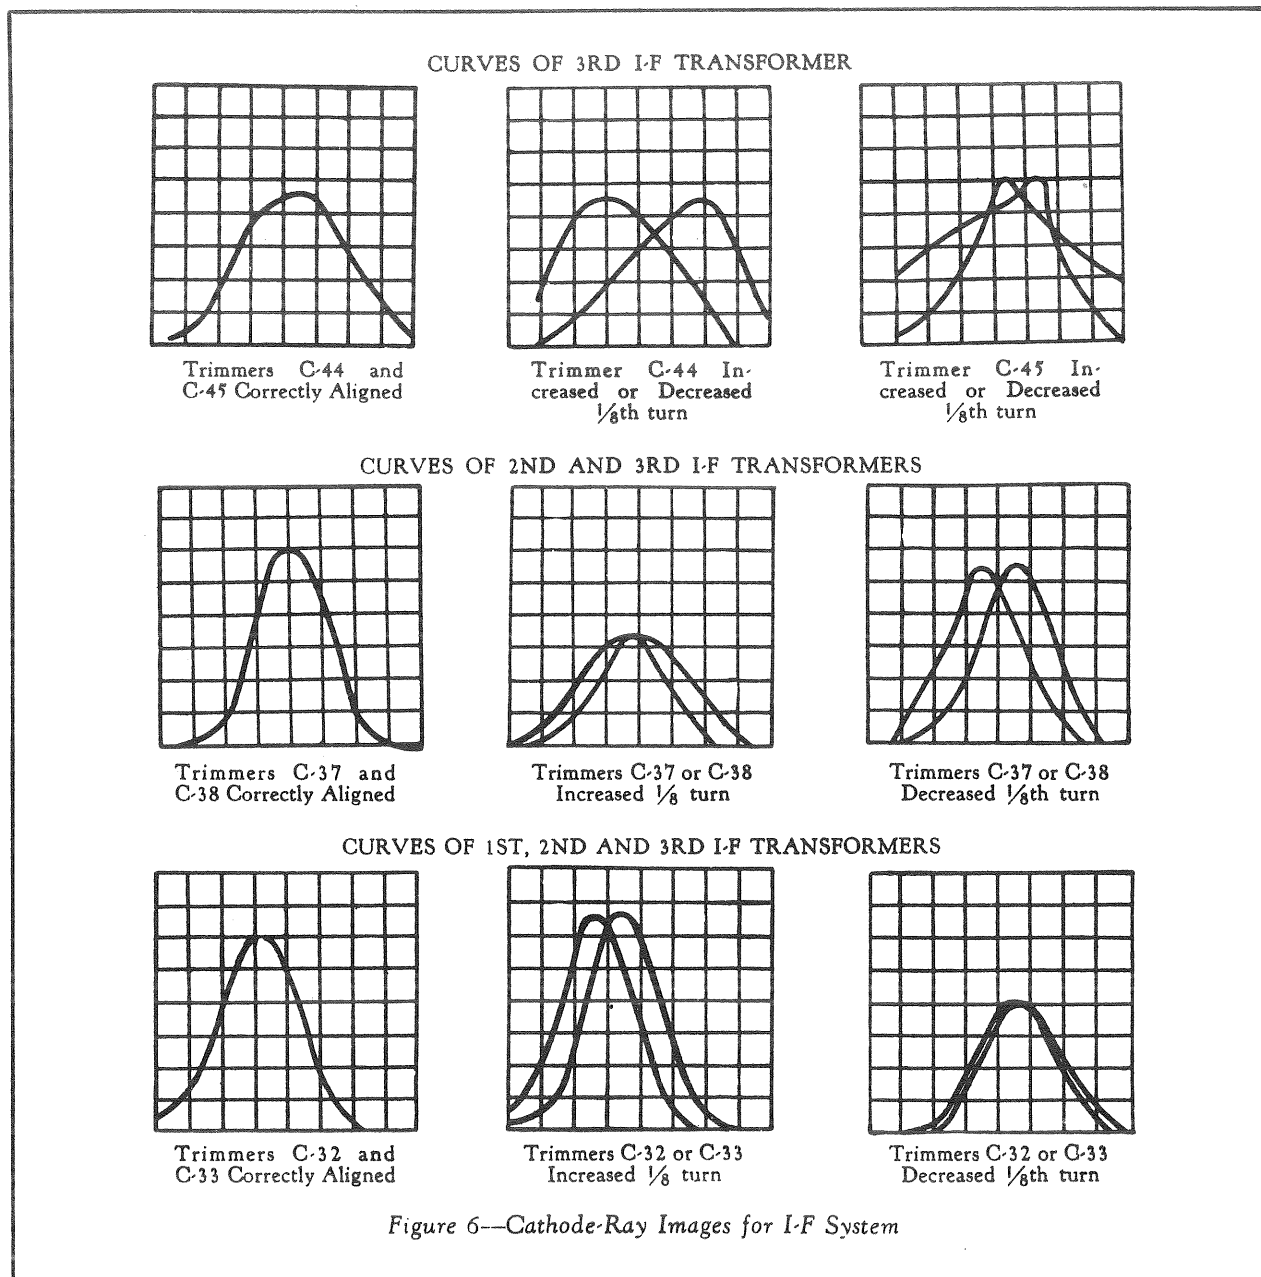 CURVES OF 3RD I-F TRANSFORMER
Trimmers C-44 and
C-45 Correctly Aligned
Trimmer C-44 In-
creased or Decreased
1/8th turn
Trimmer C-45 In-
creased or Decreased
1/8th turn
CURVES OF 2ND AND 3RD I-F TRANSFORMERS
Trimmers C-37 and
C-38 Correctly Aligned
Trimmers C-37 or C-38
Increased 1/8 turn
Trimmers C-37 or C-38
Decreased 1/8th turn
CURVES OF 1ST, 2ND AND 3RD I-F TRANSFORMERS
Trimmers C-32 and
C-33 Correctly Aligned
Trimmers C-32 or C-33
Increased 1/8 turn
Trimmers C-32 or C-33
Decreased 1/8th turn
Figure 6—Cathode-Ray Images for I-F System